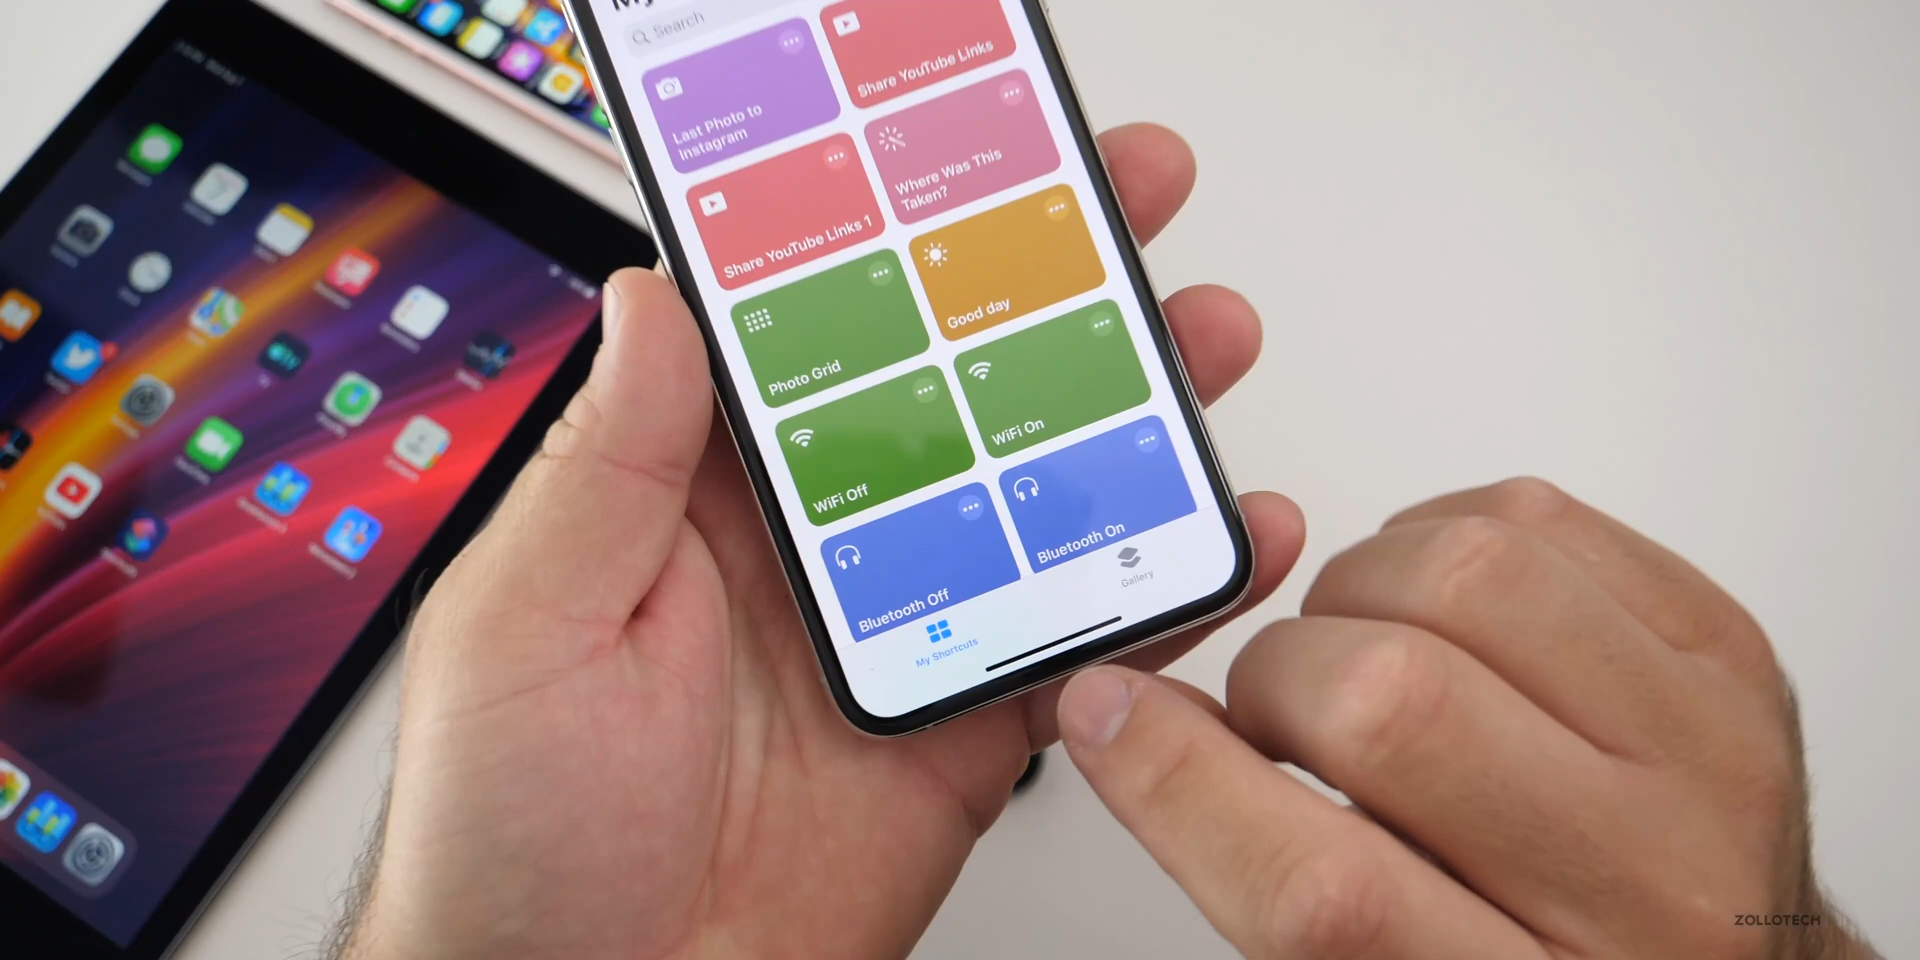 My
Search
Share YouTube Links
Last Photo to
Instagram
Where Was This
Taken?
Share YouTube Links 1
Good day
Photo Grid
WiFi On
WiFi Off
Bluetooth On
Bluetooth Off
Gallery
My Shortcuts
ZOLLOTECH